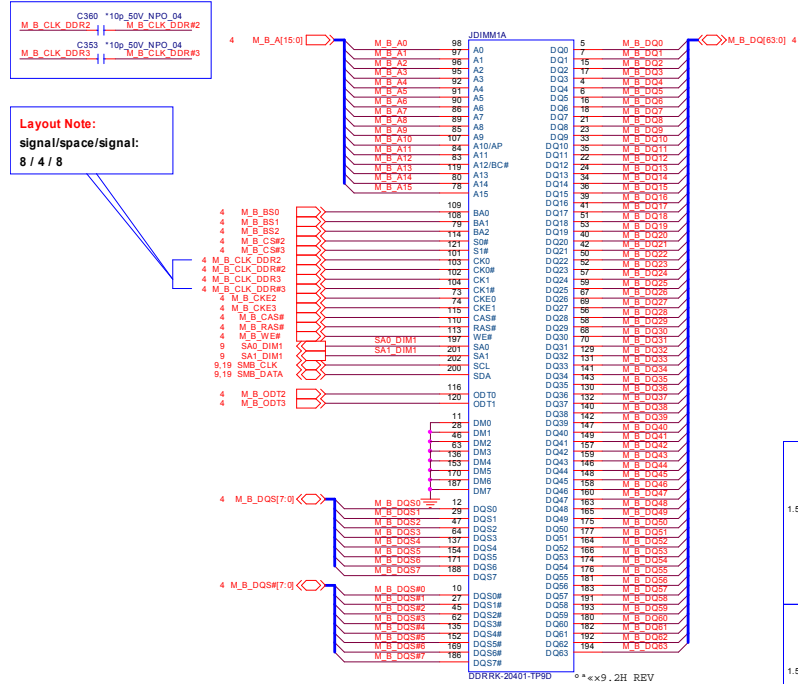 C360 *10p_50V_NPO_04
M_B_CLK_DDR2 M_B_CLK_DDR#2
C353 *10p_50V_NPO_04
M_B_CLK_DDR3 M_B_CLK_DDR#3
Layout Note:
signal/space/signal:
8 / 4 / 8
JDIMM1A
4 M_B_A[15:0]
M_B_A0 98 A0
M_B_A1 97 A1
M_B_A2 96 A2
M_B_A3 95 A3
M_B_A4 92 A4
M_B_A5 91 A5
M_B_A6 90 A6
M_B_A7 86 A7
M_B_A8 89 A8
M_B_A9 85 A9
M_B_A10 107 A10/AP
M_B_A11 84 A11
M_B_A12 83 A12/BC#
M_B_A13 119 A13
M_B_A14 80 A14
M_B_A15 78 A15
4 M_B_BS0 109 BA0
4 M_B_BS1 108 BA1
4 M_B_BS2 79 BA2
4 M_B_CS#2 114 S0#
4 M_B_CS#3 121 S1#
4 M_B_CLK_DDR2 101 CK0
4 M_B_CLK_DDR#2 103 CK0#
4 M_B_CLK_DDR3 102 CK1
4 M_B_CLK_DDR#3 104 CK1#
4 M_B_CKE2 73 CKE0
4 M_B_CKE3 74 CKE1
4 M_B_CAS# 115 CAS#
4 M_B_RAS# 110 RAS#
4 M_B_WE# 113 WE#
9 SA0_DIM1 SA0_DIM1 197 SA0
9 SA1_DIM1 SA1_DIM1 201 SA1
9,19 SMB_CLK 202 SCL
9,19 SMB_DATA 200 SDA
4 M_B_ODT2 116 ODT0
4 M_B_ODT3 120 ODT1
11 DM0
28 DM1
46 DM2
63 DM3
136 DM4
153 DM5
170 DM6
187 DM7
4 M_B_DQS[7:0]
M_B_DQS0 12 DQS0
M_B_DQS1 29 DQS1
M_B_DQS2 47 DQS2
M_B_DQS3 64 DQS3
M_B_DQS4 137 DQS4
M_B_DQS5 154 DQS5
M_B_DQS6 171 DQS6
M_B_DQS7 188 DQS7
4 M_B_DQS#[7:0]
M_B_DQS#0 10 DQS0#
M_B_DQS#1 27 DQS1#
M_B_DQS#2 45 DQS2#
M_B_DQS#3 62 DQS3#
M_B_DQS#4 135 DQS4#
M_B_DQS#5 152 DQS5#
M_B_DQS#6 169 DQS6#
M_B_DQS#7 186 DQS7#
DQ0 5 M_B_DQ0
DQ1 7 M_B_DQ1
DQ2 15 M_B_DQ2
DQ3 17 M_B_DQ3
DQ4 4 M_B_DQ4
DQ5 6 M_B_DQ5
DQ6 16 M_B_DQ6
DQ7 18 M_B_DQ7
DQ8 21 M_B_DQ8
DQ9 23 M_B_DQ9
DQ10 33 M_B_DQ10
DQ11 35 M_B_DQ11
DQ12 22 M_B_DQ12
DQ13 24 M_B_DQ13
DQ14 34 M_B_DQ14
DQ15 36 M_B_DQ15
DQ16 39 M_B_DQ16
DQ17 41 M_B_DQ17
DQ18 51 M_B_DQ18
DQ19 53 M_B_DQ19
DQ20 40 M_B_DQ20
DQ21 42 M_B_DQ21
DQ22 50 M_B_DQ22
DQ23 52 M_B_DQ23
DQ24 57 M_B_DQ24
DQ25 59 M_B_DQ25
DQ26 67 M_B_DQ26
DQ27 69 M_B_DQ27
DQ28 56 M_B_DQ28
DQ29 58 M_B_DQ29
DQ30 68 M_B_DQ30
DQ31 70 M_B_DQ31
DQ32 129 M_B_DQ32
DQ33 131 M_B_DQ33
DQ34 141 M_B_DQ34
DQ35 143 M_B_DQ35
DQ36 130 M_B_DQ36
DQ37 132 M_B_DQ37
DQ38 140 M_B_DQ38
DQ39 142 M_B_DQ39
DQ40 147 M_B_DQ40
DQ41 149 M_B_DQ41
DQ42 157 M_B_DQ42
DQ43 159 M_B_DQ43
DQ44 146 M_B_DQ44
DQ45 148 M_B_DQ45
DQ46 158 M_B_DQ46
DQ47 160 M_B_DQ47
DQ48 163 M_B_DQ48
DQ49 165 M_B_DQ49
DQ50 175 M_B_DQ50
DQ51 177 M_B_DQ51
DQ52 164 M_B_DQ52
DQ53 166 M_B_DQ53
DQ54 174 M_B_DQ54
DQ55 176 M_B_DQ55
DQ56 181 M_B_DQ56
DQ57 183 M_B_DQ57
DQ58 191 M_B_DQ58
DQ59 193 M_B_DQ59
DQ60 180 M_B_DQ60
DQ61 182 M_B_DQ61
DQ62 192 M_B_DQ62
DQ63 194 M_B_DQ63
M_B_DQ[63:0] 4
DDRRK-20401-TP9D
9.2H REV
1.5
1.5